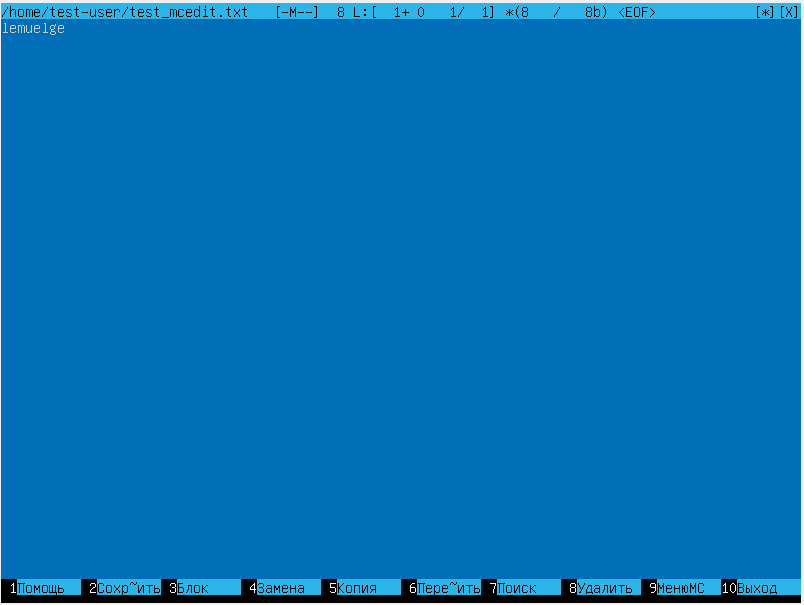 /home/test-user/test_mcedit.txt [-M--] 8 L:[ 1+ 0 1/ 1] *(8 / 8b) <EOF> [*][X]
lemuelge
1Помощь 2Сохр~ить 3Блок 4Замена 5Копия 6Пере~ить 7Поиск 8Удалить 9МенюMC 10Выход